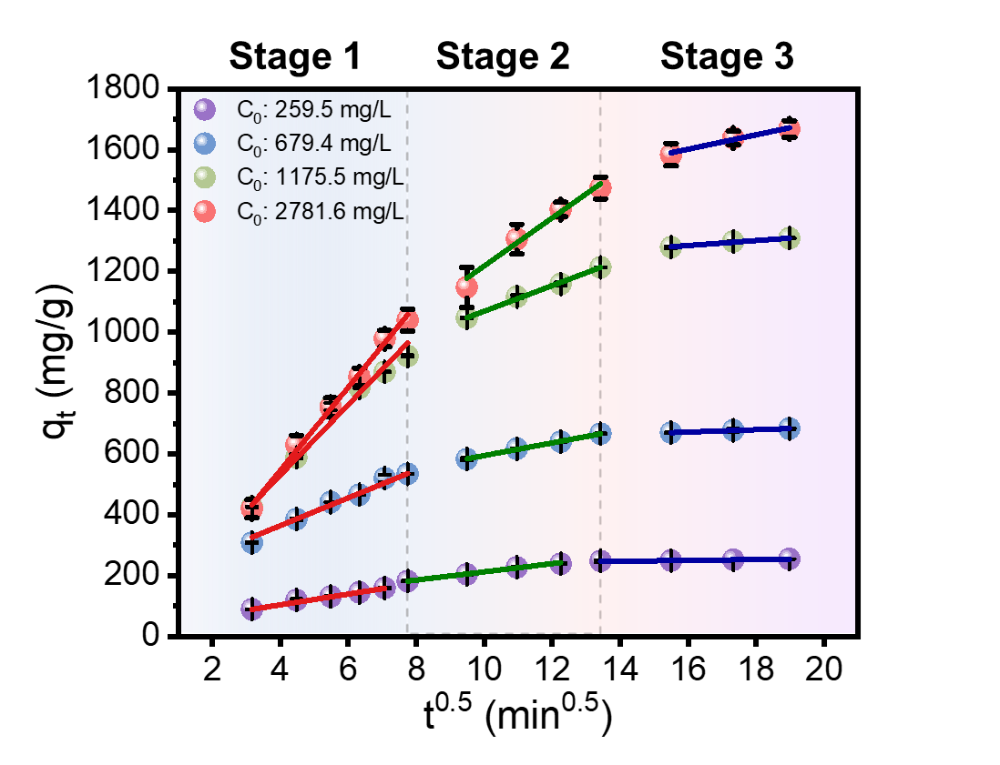 Stage 1 Stage 2 Stage 3
1800
1600
1400
1200
1000
800
600
400
200
0
C₀: 259.5 mg/L
C₀: 679.4 mg/L
C₀: 1175.5 mg/L
C₀: 2781.6 mg/L
qₜ (mg/g)
2 4 6 8 10 12 14 16 18 20
t⁰·⁵ (min⁰·⁵)